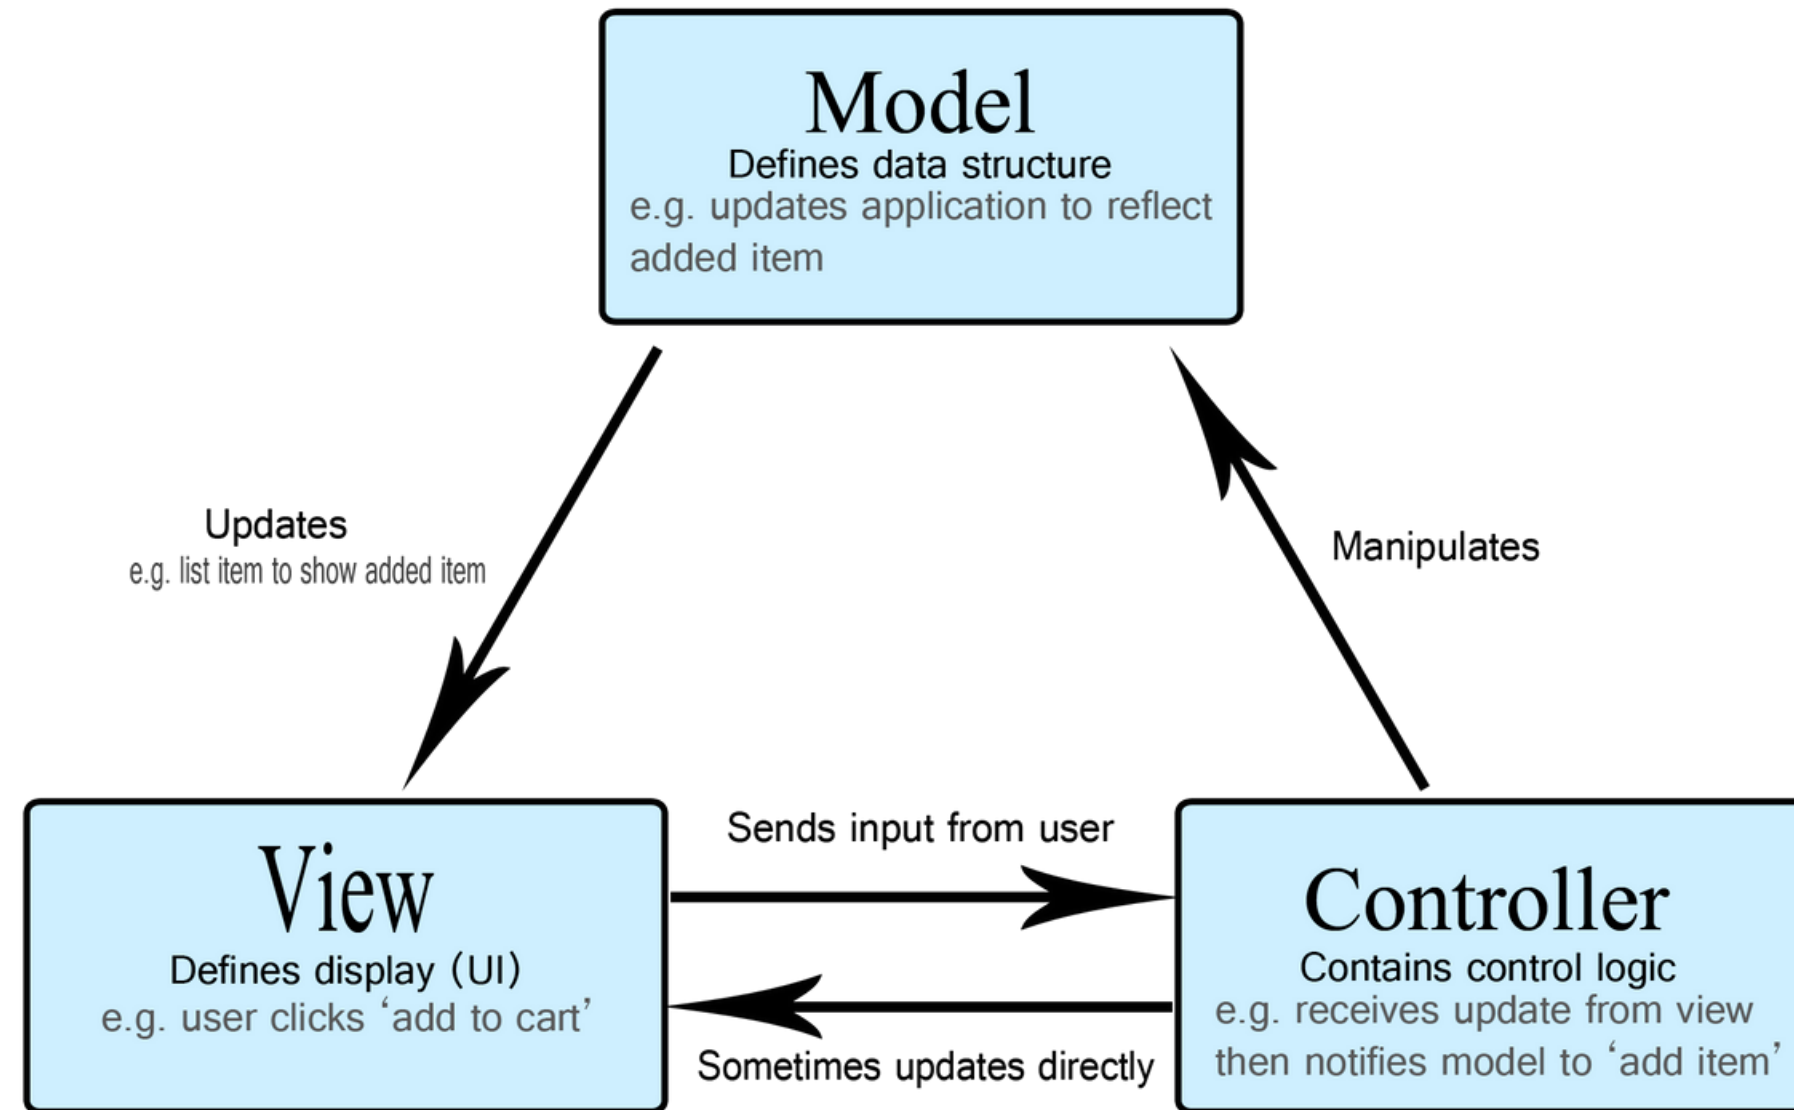 Model
Defines data structure
e.g. updates application to reflect
added item
Updates
e.g. list item to show added item
Manipulates
Sends input from user
View
Defines display (UI)
e.g. user clicks ‘add to cart’
Sometimes updates directly
Controller
Contains control logic
e.g. receives update from view
then notifies model to ‘add item’